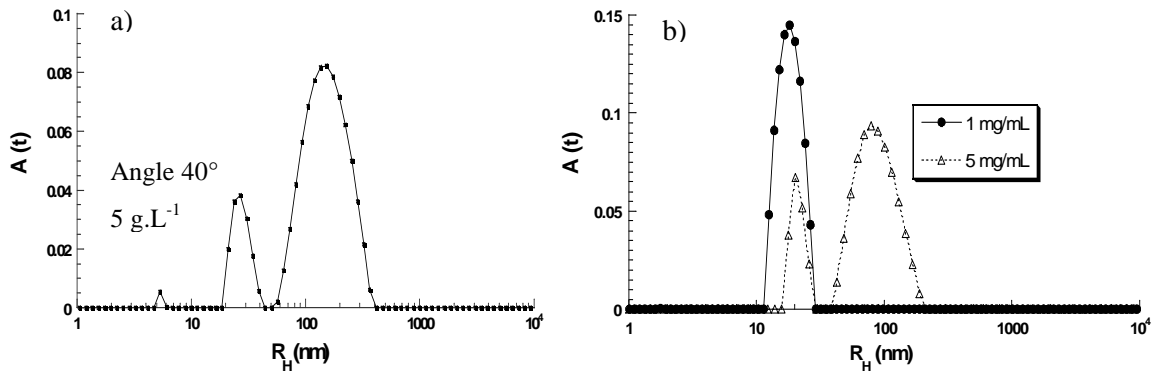 a)
0.1
0.08
0.06
0.04
0.02
0
A (t)
Angle 40°
5 g.L⁻¹
1 10 100 1000 10⁴
R_H (nm)
b)
0.15
0.1
0.05
0
A (t)
1 mg/mL
5 mg/mL
1 10 100 1000 10⁴
R_H (nm)